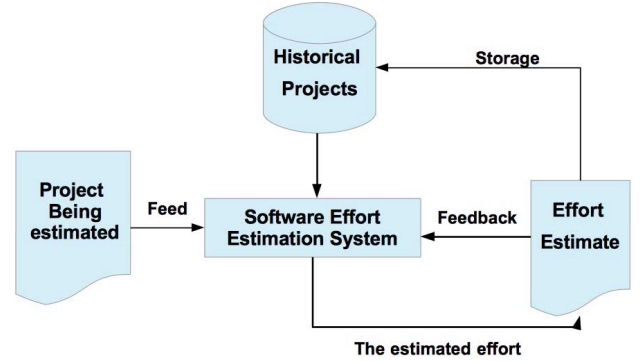 Historical
Projects
Storage
Project
Being
estimated
Feed
Software Effort
Estimation System
Feedback
Effort
Estimate
The estimated effort